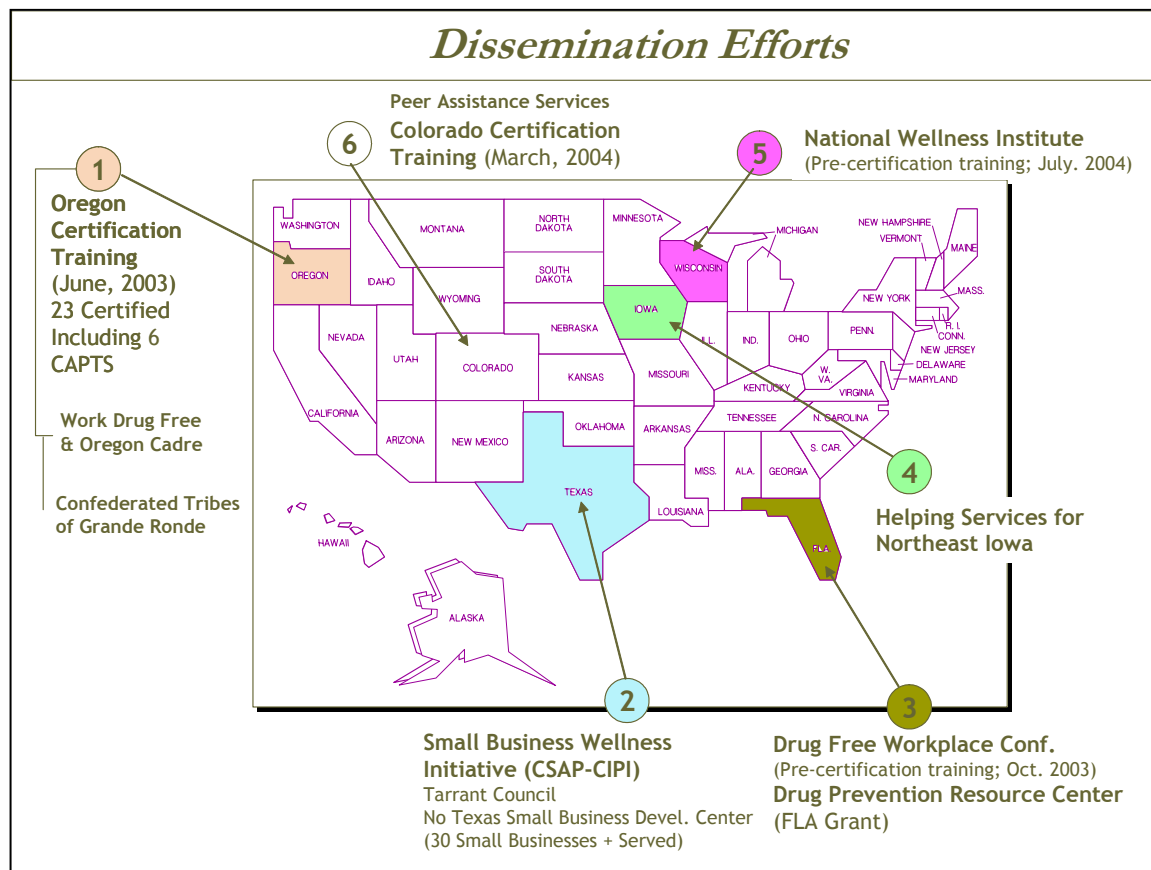 Dissemination Efforts
1
Oregon
Certification
Training
(June, 2003)
23 Certified
Including 6
CAPTS
Work Drug Free
& Oregon Cadre
Confederated Tribes
of Grande Ronde
6
Peer Assistance Services
Colorado Certification
Training (March, 2004)
5
National Wellness Institute
(Pre-certification training; July. 2004)
WASHINGTON
OREGON
IDAHO
MONTANA
WYOMING
NORTH
DAKOTA
SOUTH
DAKOTA
MINNESOTA
WISCONSIN
MICHIGAN
NEW HAMPSHIRE
VERMONT
MAINE
MASS.
NEW YORK
R. I.
CONN.
NEW JERSEY
DELAWARE
MARYLAND
PENN.
NEVADA
UTAH
COLORADO
NEBRASKA
KANSAS
IOWA
MISSOURI
ILL.
IND.
OHIO
W.
VA.
VIRGINIA
KENTUCKY
TENNESSEE
N. CAROLINA
S. CAR.
CALIFORNIA
ARIZONA
NEW MEXICO
OKLAHOMA
ARKANSAS
TEXAS
LOUISIANA
MISS.
ALA.
GEORGIA
FLA.
HAWAII
ALASKA
4
Helping Services for
Northeast Iowa
2
Small Business Wellness
Initiative (CSAP-CIPI)
Tarrant Council
No Texas Small Business Devel. Center
(30 Small Businesses + Served)
3
Drug Free Workplace Conf.
(Pre-certification training; Oct. 2003)
Drug Prevention Resource Center
(FLA Grant)